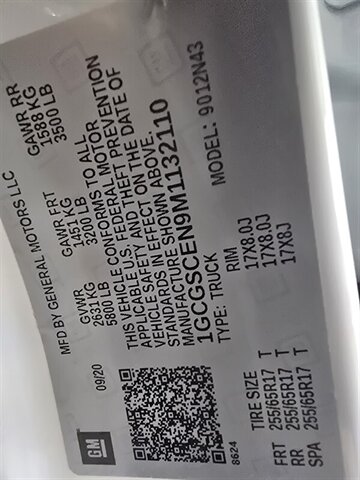 GM
MFD BY GENERAL MOTORS LLC
09/20
GVWR GAWR FRT GAWR RR
2631 KG 1451 KG 1588 KG
5800 LB 3200 LB 3500 LB
THIS VEHICLE CONFORMS TO ALL
APPLICABLE U.S. FEDERAL MOTOR
VEHICLE SAFETY AND THEFT PREVENTION
STANDARDS IN EFFECT ON THE DATE OF
MANUFACTURE SHOWN ABOVE.
1GCGSCEN9M1132110
TYPE: TRUCK MODEL: 9012N43
8624
TIRE SIZE RIM
FRT 255/65R17 T 17X8.0J
RR 255/65R17 T 17X8.0J
SPA 255/65R17 T 17X8J